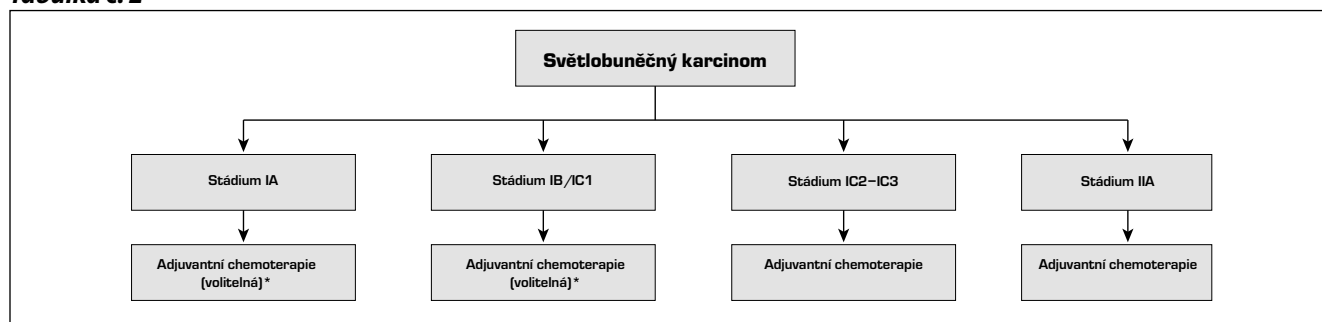 Tabulka č. 2
Světlobuněčný karcinom
Stádium IA
Stádium IB/IC1
Stádium IC2–IC3
Stádium IIA
Adjuvantní chemoterapie
(volitelná)*
Adjuvantní chemoterapie
(volitelná)*
Adjuvantní chemoterapie
Adjuvantní chemoterapie